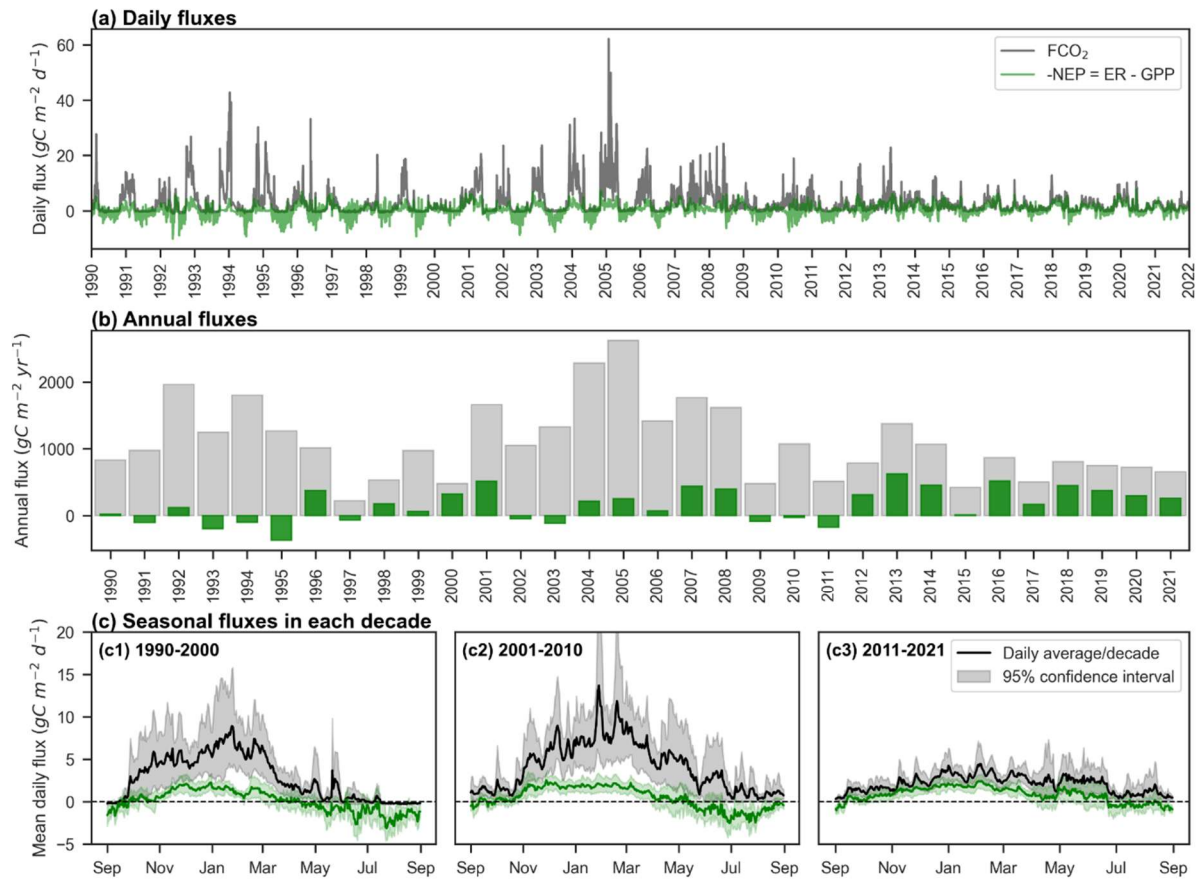 (a) Daily fluxes
Daily flux (gC m⁻² d⁻¹)
60
40
20
0
FCO₂
-NEP = ER - GPP
1990 1991 1992 1993 1994 1995 1996 1997 1998 1999 2000 2001 2002 2003 2004 2005 2006 2007 2008 2009 2010 2011 2012 2013 2014 2015 2016 2017 2018 2019 2020 2021 2022
(b) Annual fluxes
Annual flux (gC m⁻² yr⁻¹)
2000
1000
0
1990 1991 1992 1993 1994 1995 1996 1997 1998 1999 2000 2001 2002 2003 2004 2005 2006 2007 2008 2009 2010 2011 2012 2013 2014 2015 2016 2017 2018 2019 2020 2021
(c) Seasonal fluxes in each decade
Mean daily flux (gC m⁻² d⁻¹)
20
15
10
5
0
−5
(c1) 1990-2000
Sep Nov Jan Mar May Jul Sep
(c2) 2001-2010
Sep Nov Jan Mar May Jul Sep
(c3) 2011-2021
Daily average/decade
95% confidence interval
Sep Nov Jan Mar May Jul Sep